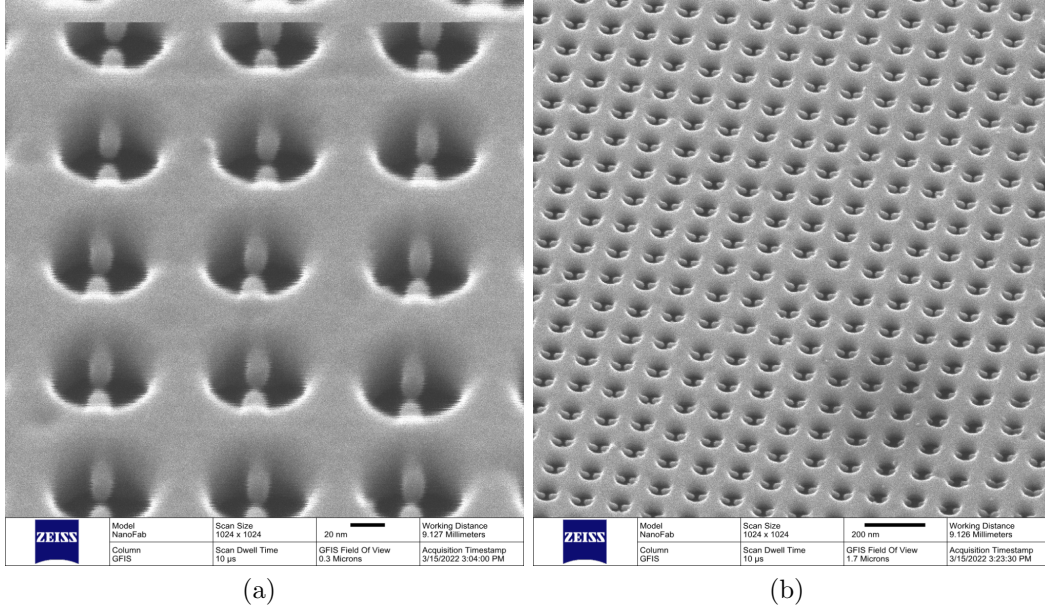 ZEISS
Model
NanoFab
Scan Size
1024 x 1024
20 nm
Working Distance
9.127 Millimeters
Column
GFIS
Scan Dwell Time
10 µs
GFIS Field Of View
0.3 Microns
Acquisition Timestamp
3/15/2022 3:04:00 PM
(a)
ZEISS
Model
NanoFab
Scan Size
1024 x 1024
200 nm
Working Distance
9.126 Millimeters
Column
GFIS
Scan Dwell Time
10 µs
GFIS Field Of View
1.7 Microns
Acquisition Timestamp
3/15/2022 3:23:30 PM
(b)